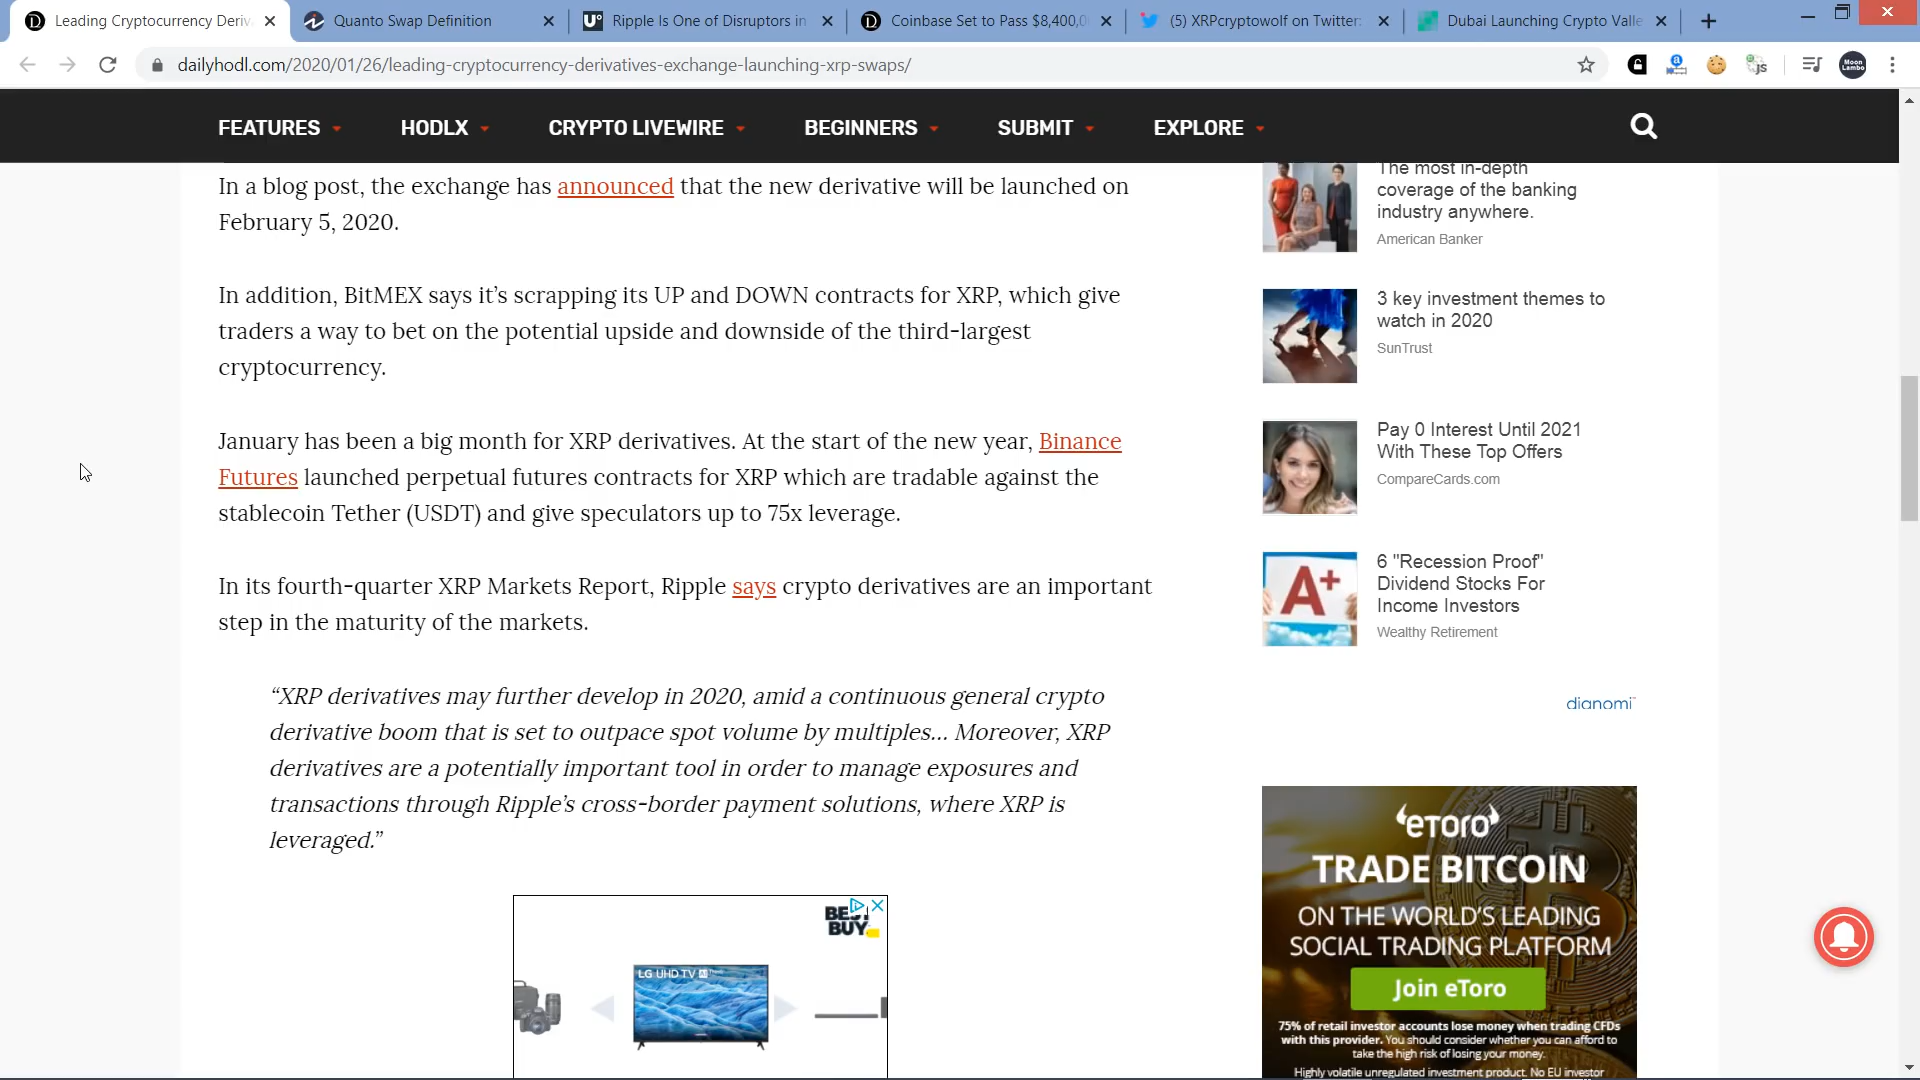 Leading Cryptocurrency Deriv
Quanto Swap Definition
Ripple Is One of Disruptors in
Coinbase Set to Pass $8,400,0
(5) XRPcryptowolf on Twitter:
Dubai Launching Crypto Valle
dailyhodl.com/2020/01/26/leading-cryptocurrency-derivatives-exchange-launching-xrp-swaps/
FEATURES
HODLX
CRYPTO LIVEWIRE
BEGINNERS
SUBMIT
EXPLORE
In a blog post, the exchange has announced that the new derivative will be launched on
February 5, 2020.
In addition, BitMEX says it’s scrapping its UP and DOWN contracts for XRP, which give
traders a way to bet on the potential upside and downside of the third-largest
cryptocurrency.
January has been a big month for XRP derivatives. At the start of the new year, Binance
Futures launched perpetual futures contracts for XRP which are tradable against the
stablecoin Tether (USDT) and give speculators up to 75x leverage.
In its fourth-quarter XRP Markets Report, Ripple says crypto derivatives are an important
step in the maturity of the markets.
“XRP derivatives may further develop in 2020, amid a continuous general crypto
derivative boom that is set to outpace spot volume by multiples… Moreover, XRP
derivatives are a potentially important tool in order to manage exposures and
transactions through Ripple’s cross-border payment solutions, where XRP is
leveraged.”
BEST
BUY
LG UHD TV AI
The most in-depth
coverage of the banking
industry anywhere.
American Banker
3 key investment themes to
watch in 2020
SunTrust
Pay 0 Interest Until 2021
With These Top Offers
CompareCards.com
A+
6 "Recession Proof"
Dividend Stocks For
Income Investors
Wealthy Retirement
dianomi
eToro
TRADE BITCOIN
ON THE WORLD'S LEADING
SOCIAL TRADING PLATFORM
Join eToro
75% of retail investor accounts lose money when trading CFDs
with this provider. You should consider whether you can afford to
take the high risk of losing your money.
Highly volatile unregulated investment product. No EU investor